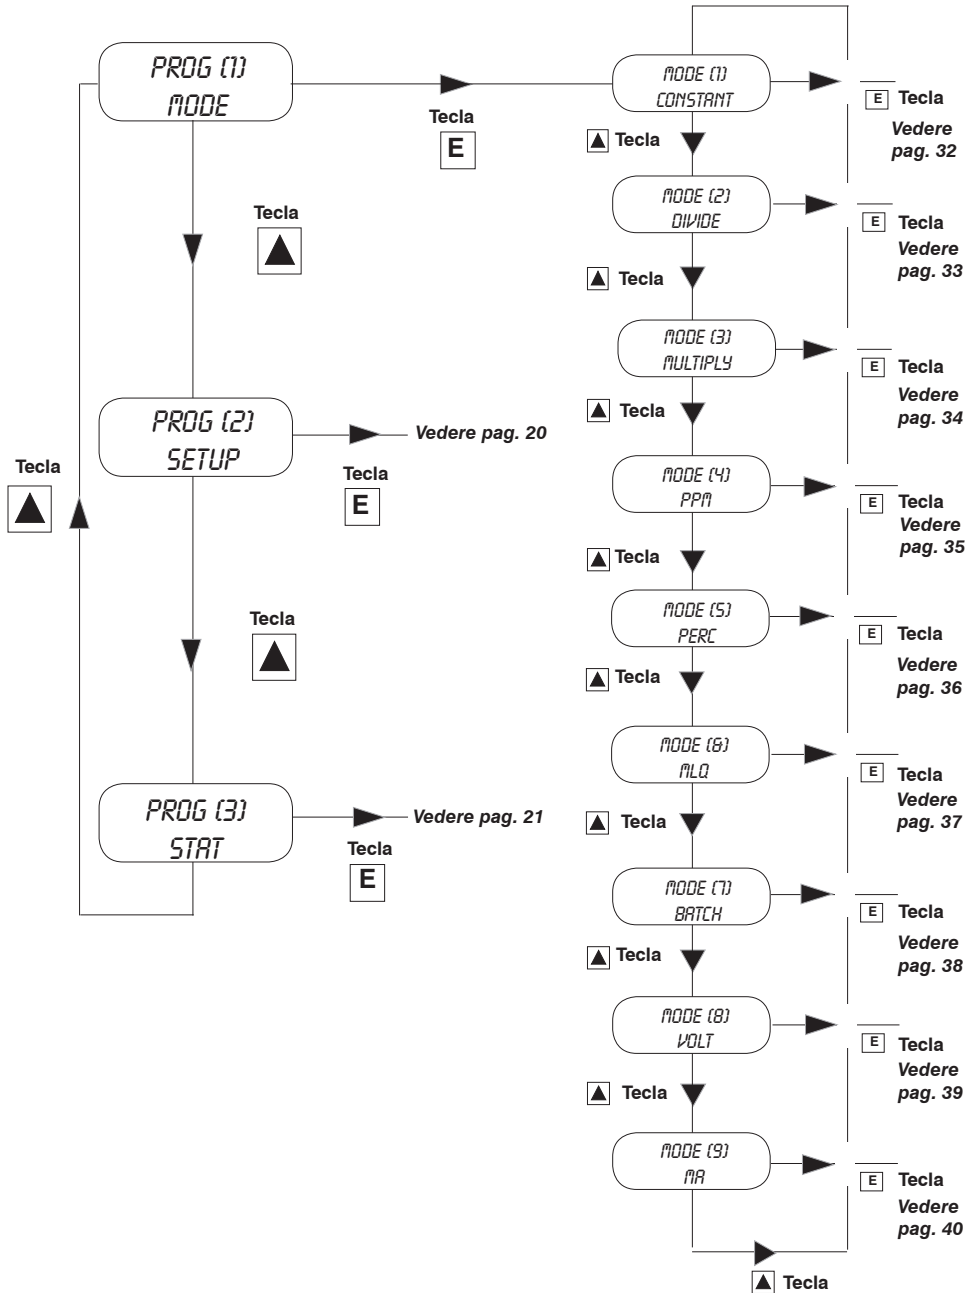 PROG (1)
MODE
Tecla
E
Tecla
PROG (2)
SETUP
Vedere pag. 20
Tecla
E
Tecla
Tecla
PROG (3)
STAT
Vedere pag. 21
Tecla
E
MODE (1)
CONSTANT
E Tecla
Vedere
pag. 32
Tecla
MODE (2)
DIVIDE
E Tecla
Vedere
pag. 33
Tecla
MODE (3)
MULTIPLY
E Tecla
Vedere
pag. 34
Tecla
MODE (4)
PPM
E Tecla
Vedere
pag. 35
Tecla
MODE (5)
PERC
E Tecla
Vedere
pag. 36
Tecla
MODE (&)
MLQ
E Tecla
Vedere
pag. 37
Tecla
MODE (7)
BATCH
E Tecla
Vedere
pag. 38
Tecla
MODE (8)
VOLT
E Tecla
Vedere
pag. 39
Tecla
MODE (9)
MA
E Tecla
Vedere
pag. 40
Tecla